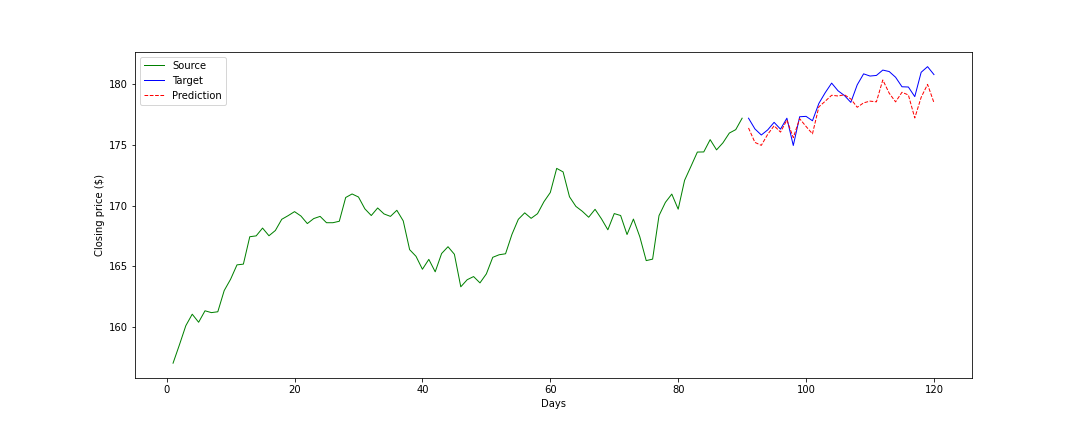 Source
Target
Prediction
180
175
170
165
160
Closing price ($)
0 20 40 60 80 100 120
Days